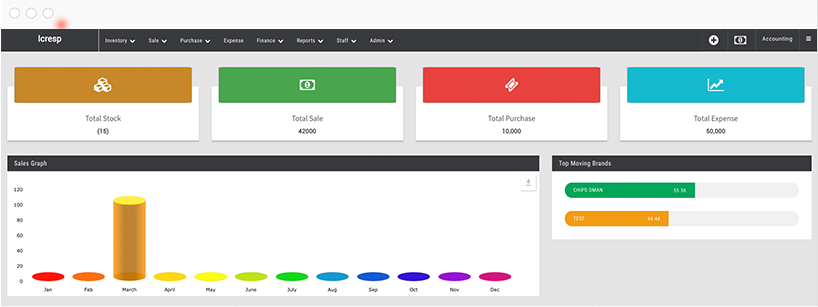 lcresp Inventory Sale Purchase Expense Finance Reports Staff Admin Accounting
Total Stock Total Sale Total Purchase Total Expense
(15) 42000 10,000 50,000
Sales Graph
120
100
80
60
40
20
0
Jan Feb March April May June July Aug Sep Oct Nov Dec
Top Moving Brands
CHIPS GMAN 55.56
TEST 44.44